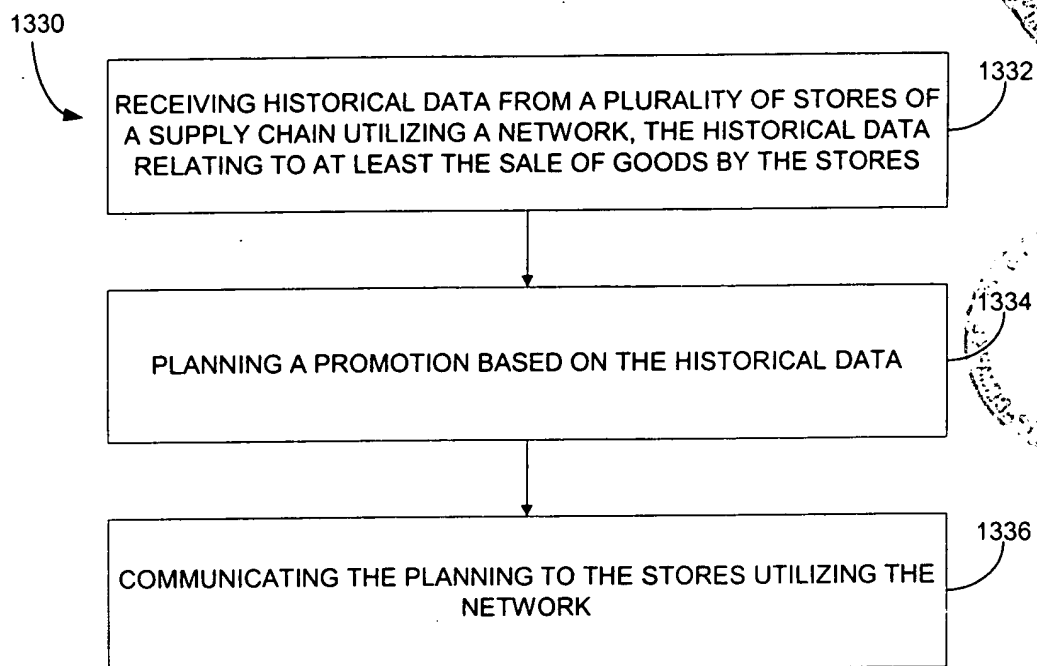 1330
1332
RECEIVING HISTORICAL DATA FROM A PLURALITY OF STORES OF
A SUPPLY CHAIN UTILIZING A NETWORK, THE HISTORICAL DATA
RELATING TO AT LEAST THE SALE OF GOODS BY THE STORES
1334
PLANNING A PROMOTION BASED ON THE HISTORICAL DATA
1336
COMMUNICATING THE PLANNING TO THE STORES UTILIZING THE
NETWORK